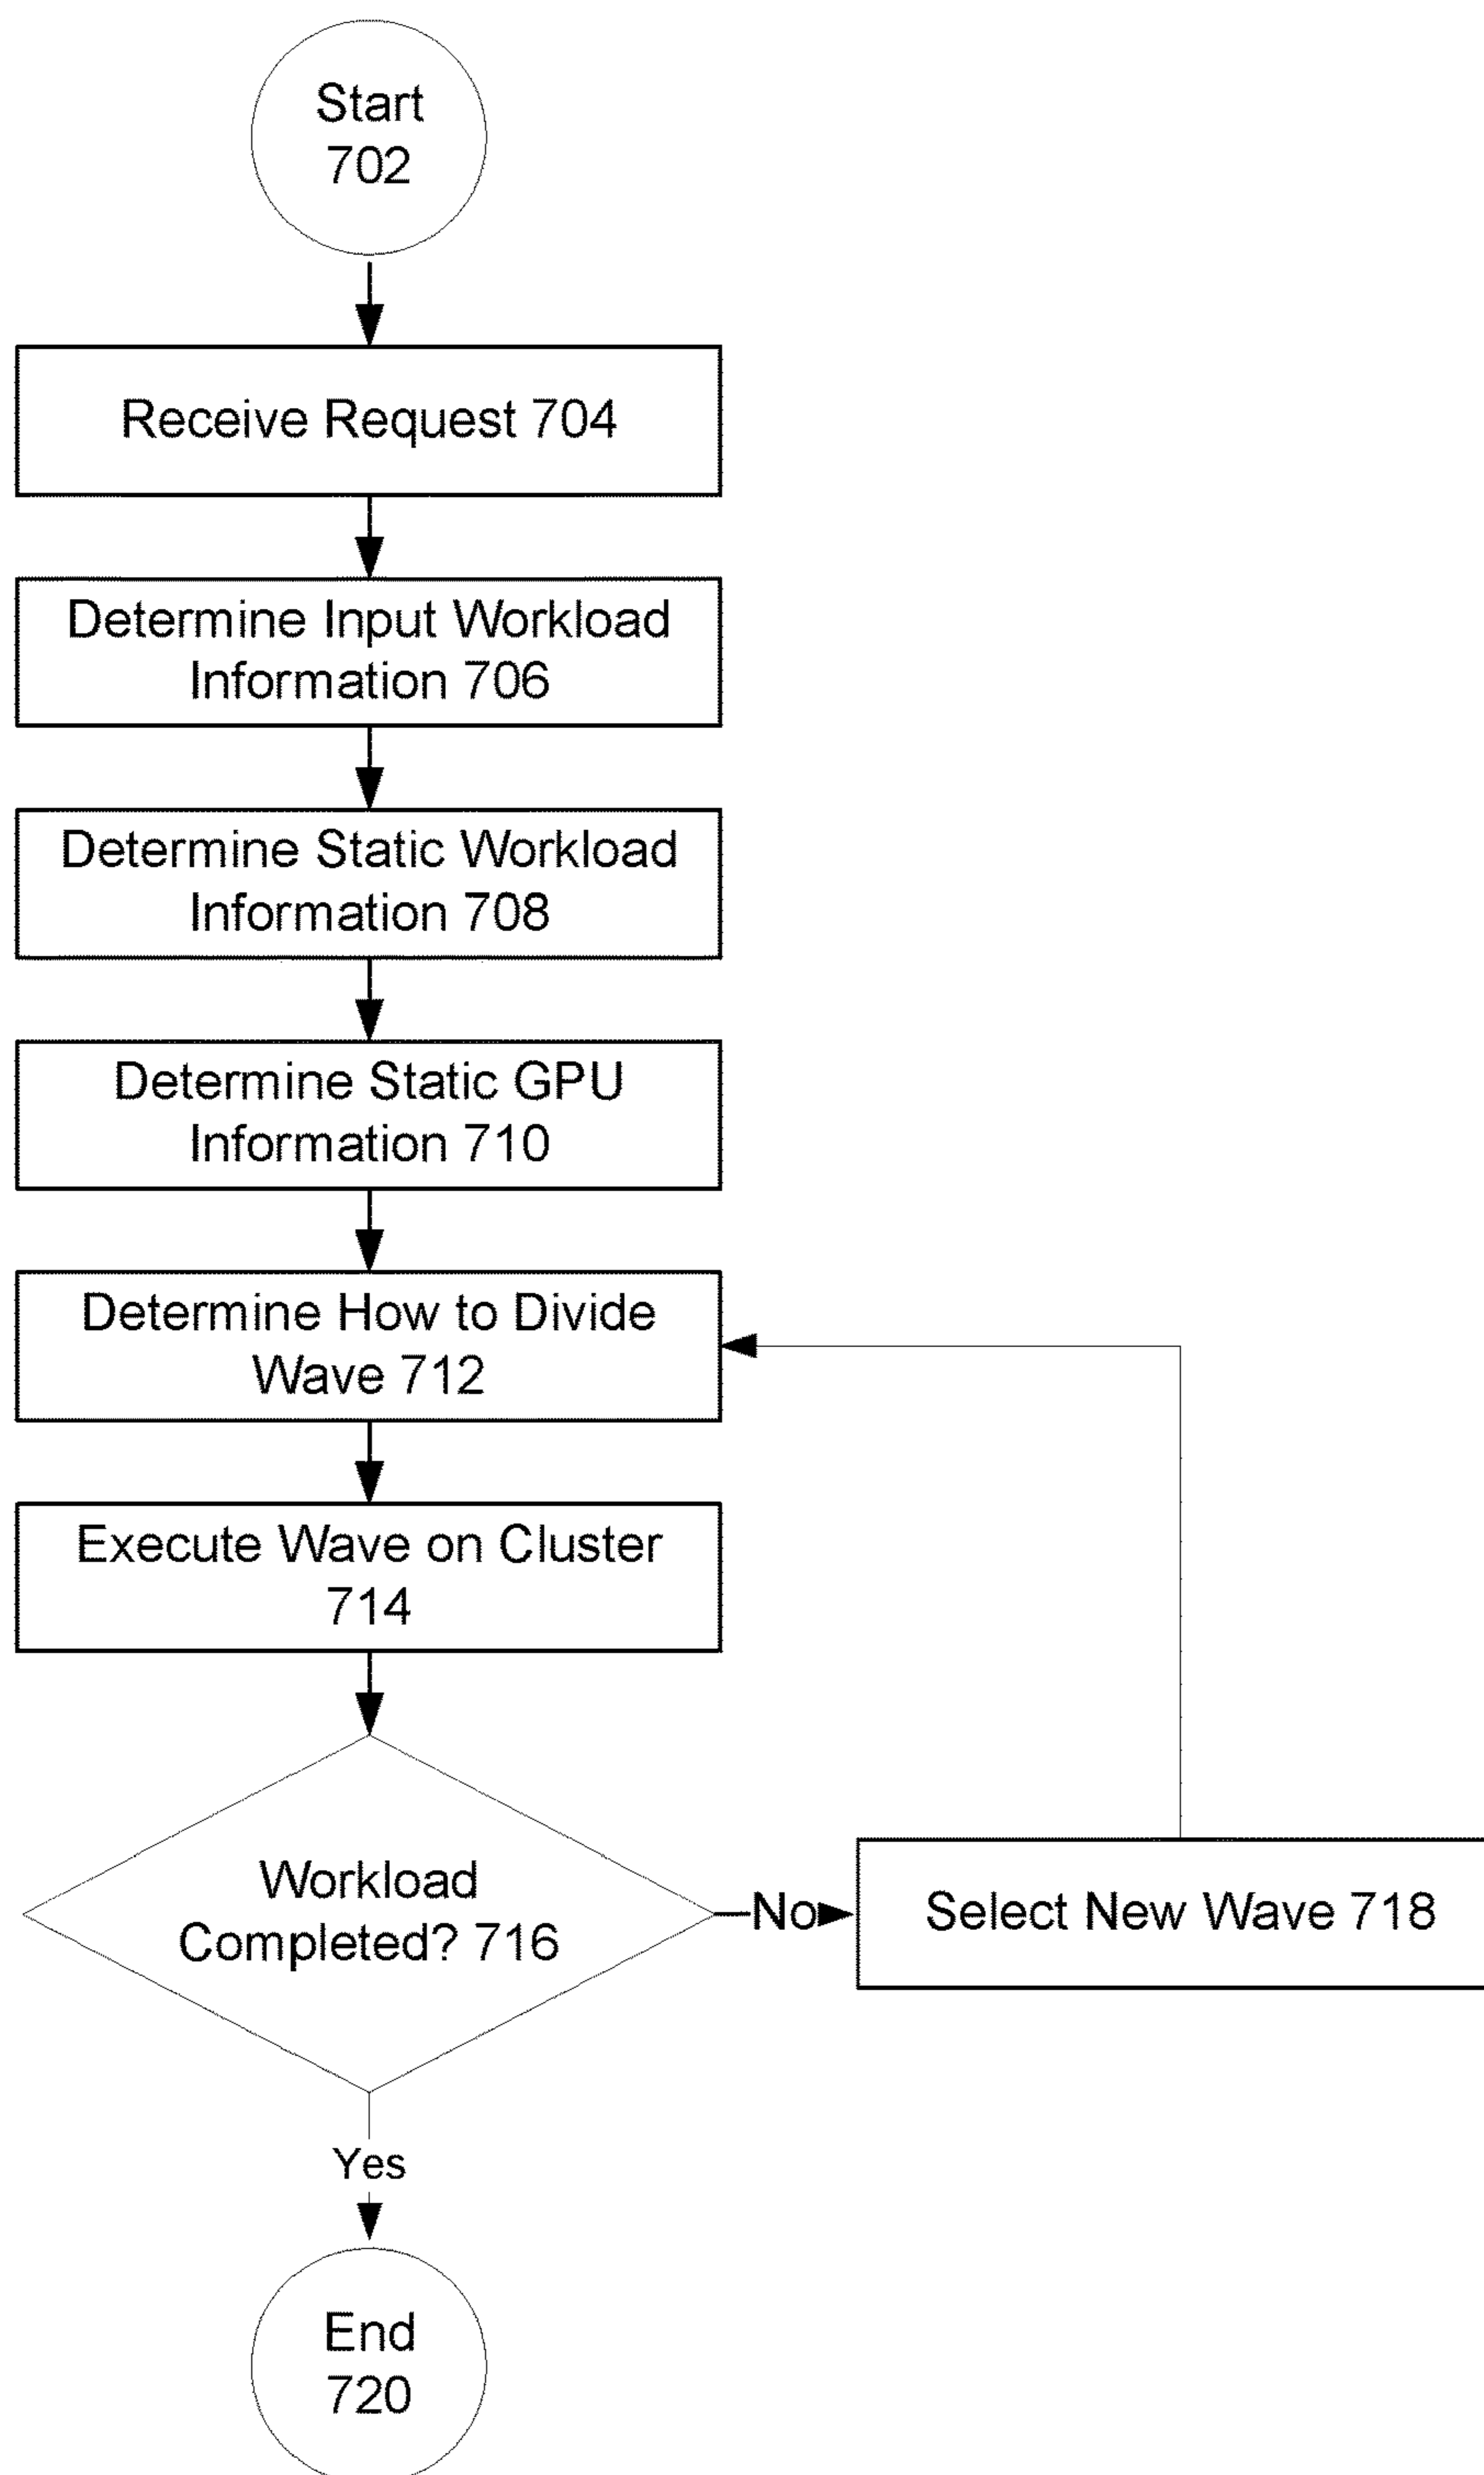 Start
702
Receive Request 704
Determine Input Workload
Information 706
Determine Static Workload
Information 708
Determine Static GPU
Information 710
Determine How to Divide
Wave 712
Execute Wave on Cluster
714
Workload
Completed? 716
No
Select New Wave 718
Yes
End
720